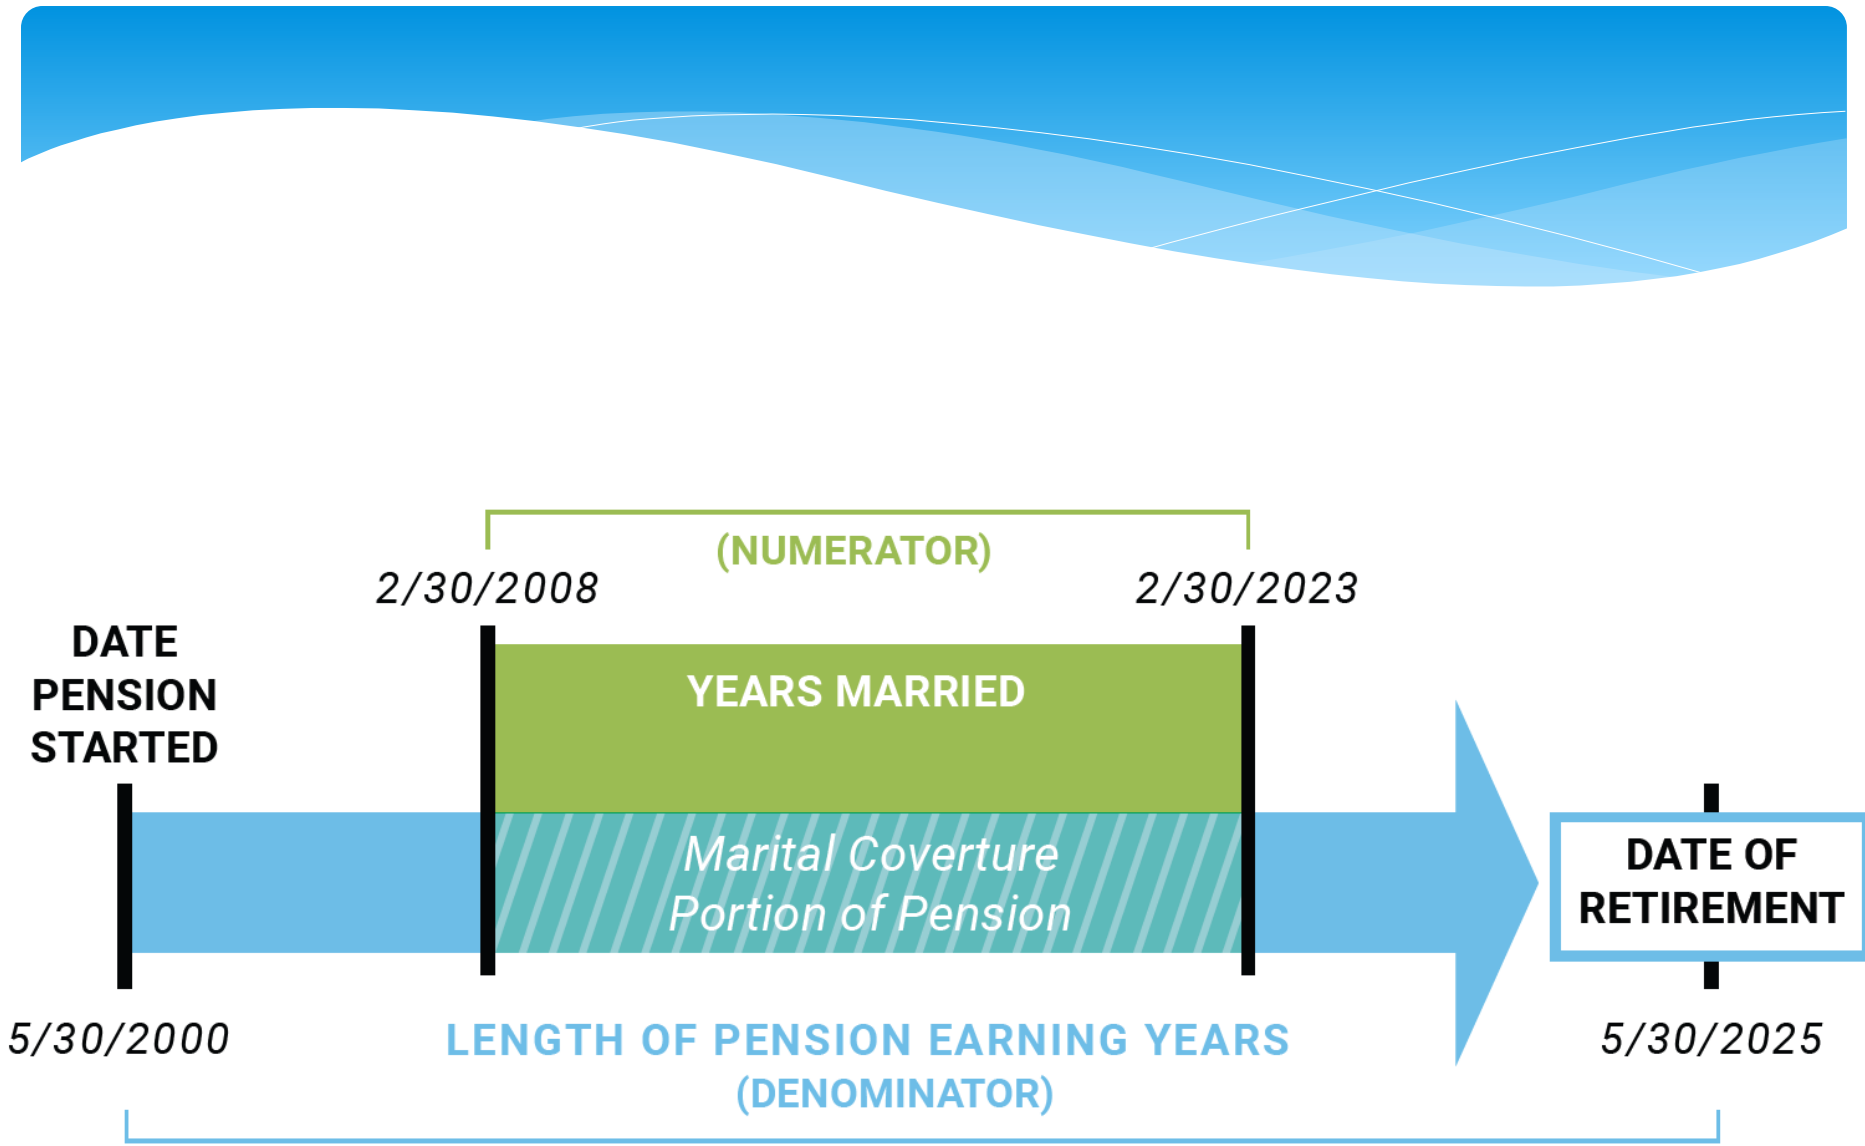 (NUMERATOR)
2/30/2008
2/30/2023
DATE
PENSION
STARTED
YEARS MARRIED
Marital Coverture
Portion of Pension
DATE OF
RETIREMENT
5/30/2000
LENGTH OF PENSION EARNING YEARS
(DENOMINATOR)
5/30/2025